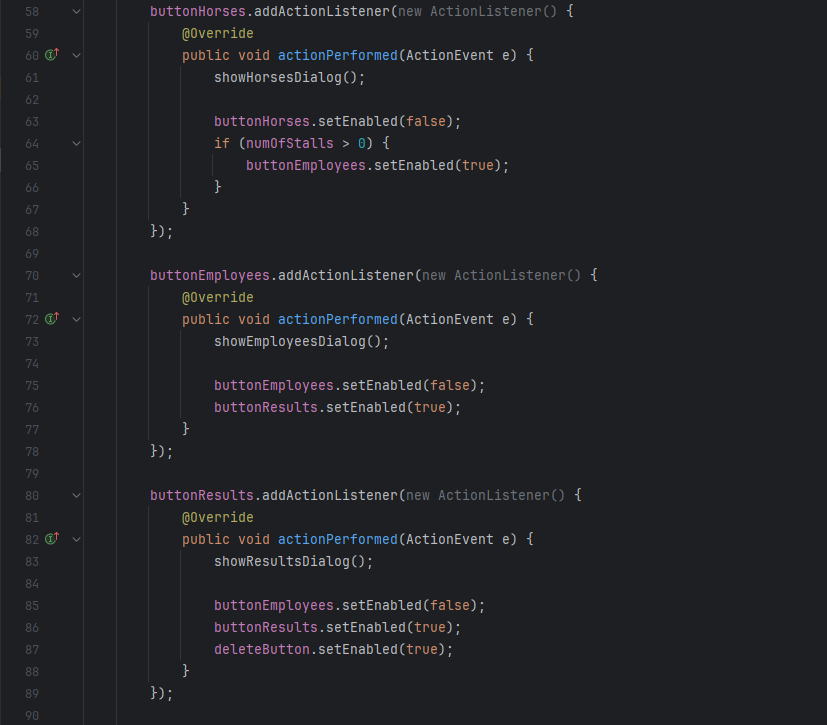 58 buttonHorses.addActionListener(new ActionListener() {
59 @Override
60 public void actionPerformed(ActionEvent e) {
61 showHorsesDialog();
62
63 buttonHorses.setEnabled(false);
64 if (numOfStalls > 0) {
65 buttonEmployees.setEnabled(true);
66 }
67 }
68 });
69
70 buttonEmployees.addActionListener(new ActionListener() {
71 @Override
72 public void actionPerformed(ActionEvent e) {
73 showEmployeesDialog();
74
75 buttonEmployees.setEnabled(false);
76 buttonResults.setEnabled(true);
77 }
78 });
79
80 buttonResults.addActionListener(new ActionListener() {
81 @Override
82 public void actionPerformed(ActionEvent e) {
83 showResultsDialog();
84
85 buttonEmployees.setEnabled(false);
86 buttonResults.setEnabled(true);
87 deleteButton.setEnabled(true);
88 }
89 });
90